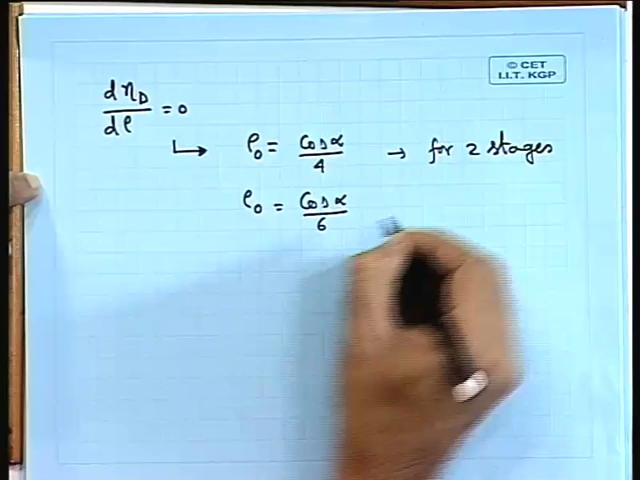 © CET
I.I.T. KGP
dη_D/dρ = 0
↳ ρ₀ = Cosα/4 → for 2 stages
ρ₀ = Cosα/6